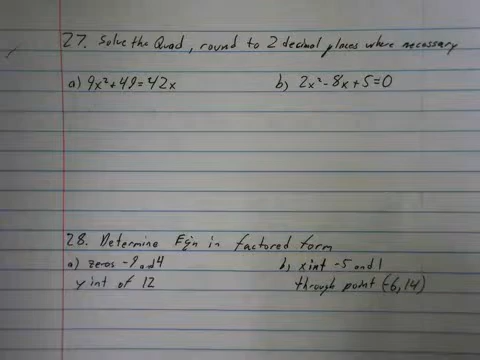 27. Solve the Quad, round to 2 decimal places where necessary
a) 9x²+49=42x b) 2x²-8x+5=0
28. Determine Eqn in factored form
a) zeros -9 and 4 b) x int -5 and 1
y int of 12 through point (-6, 14)